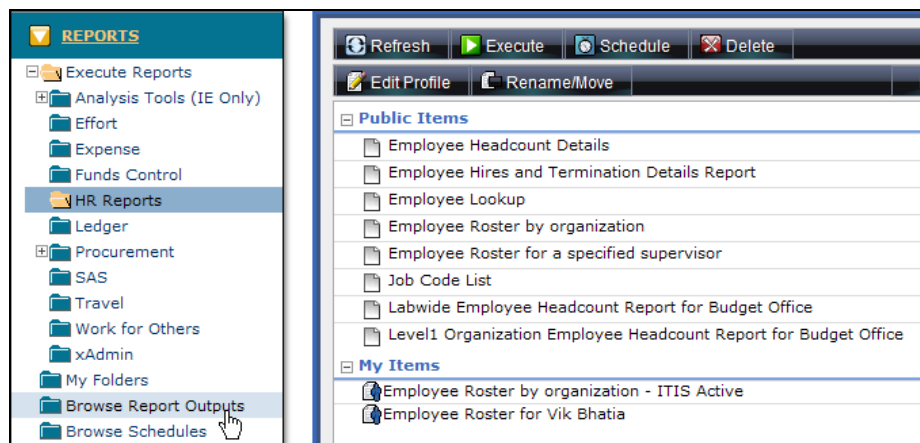 REPORTS
Execute Reports
Analysis Tools (IE Only)
Effort
Expense
Funds Control
HR Reports
Ledger
Procurement
SAS
Travel
Work for Others
xAdmin
My Folders
Browse Report Outputs
Browse Schedules
Refresh Execute Schedule Delete
Edit Profile Rename/Move
Public Items
Employee Headcount Details
Employee Hires and Termination Details Report
Employee Lookup
Employee Roster by organization
Employee Roster for a specified supervisor
Job Code List
Labwide Employee Headcount Report for Budget Office
Level1 Organization Employee Headcount Report for Budget Office
My Items
Employee Roster by organization - ITIS Active
Employee Roster for Vik Bhatia